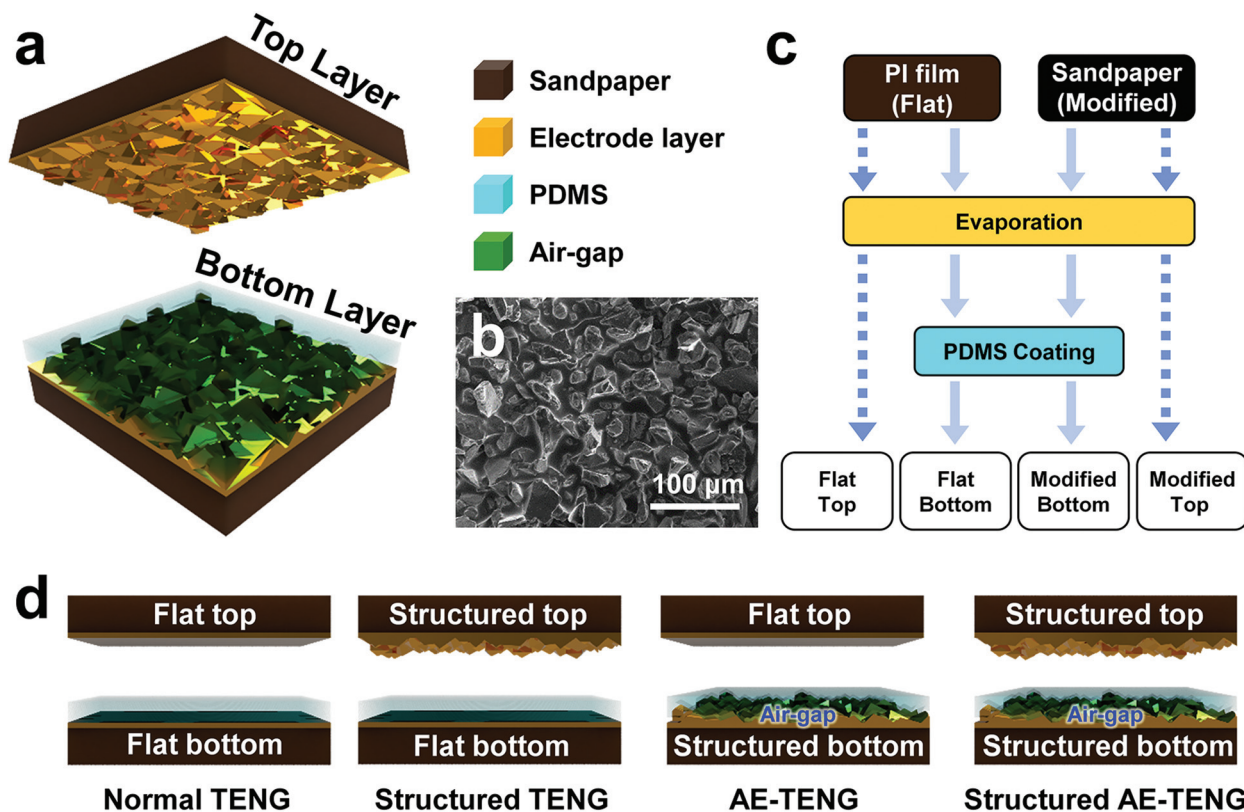 a
Top Layer
Bottom Layer
Sandpaper
Electrode layer
PDMS
Air-gap
b
100 µm
c
PI film
(Flat)
Sandpaper
(Modified)
Evaporation
PDMS Coating
Flat
Top
Flat
Bottom
Modified
Bottom
Modified
Top
d
Flat top
Flat bottom
Normal TENG
Structured top
Flat bottom
Structured TENG
Flat top
Air-gap
Structured bottom
AE-TENG
Structured top
Air-gap
Structured bottom
Structured AE-TENG